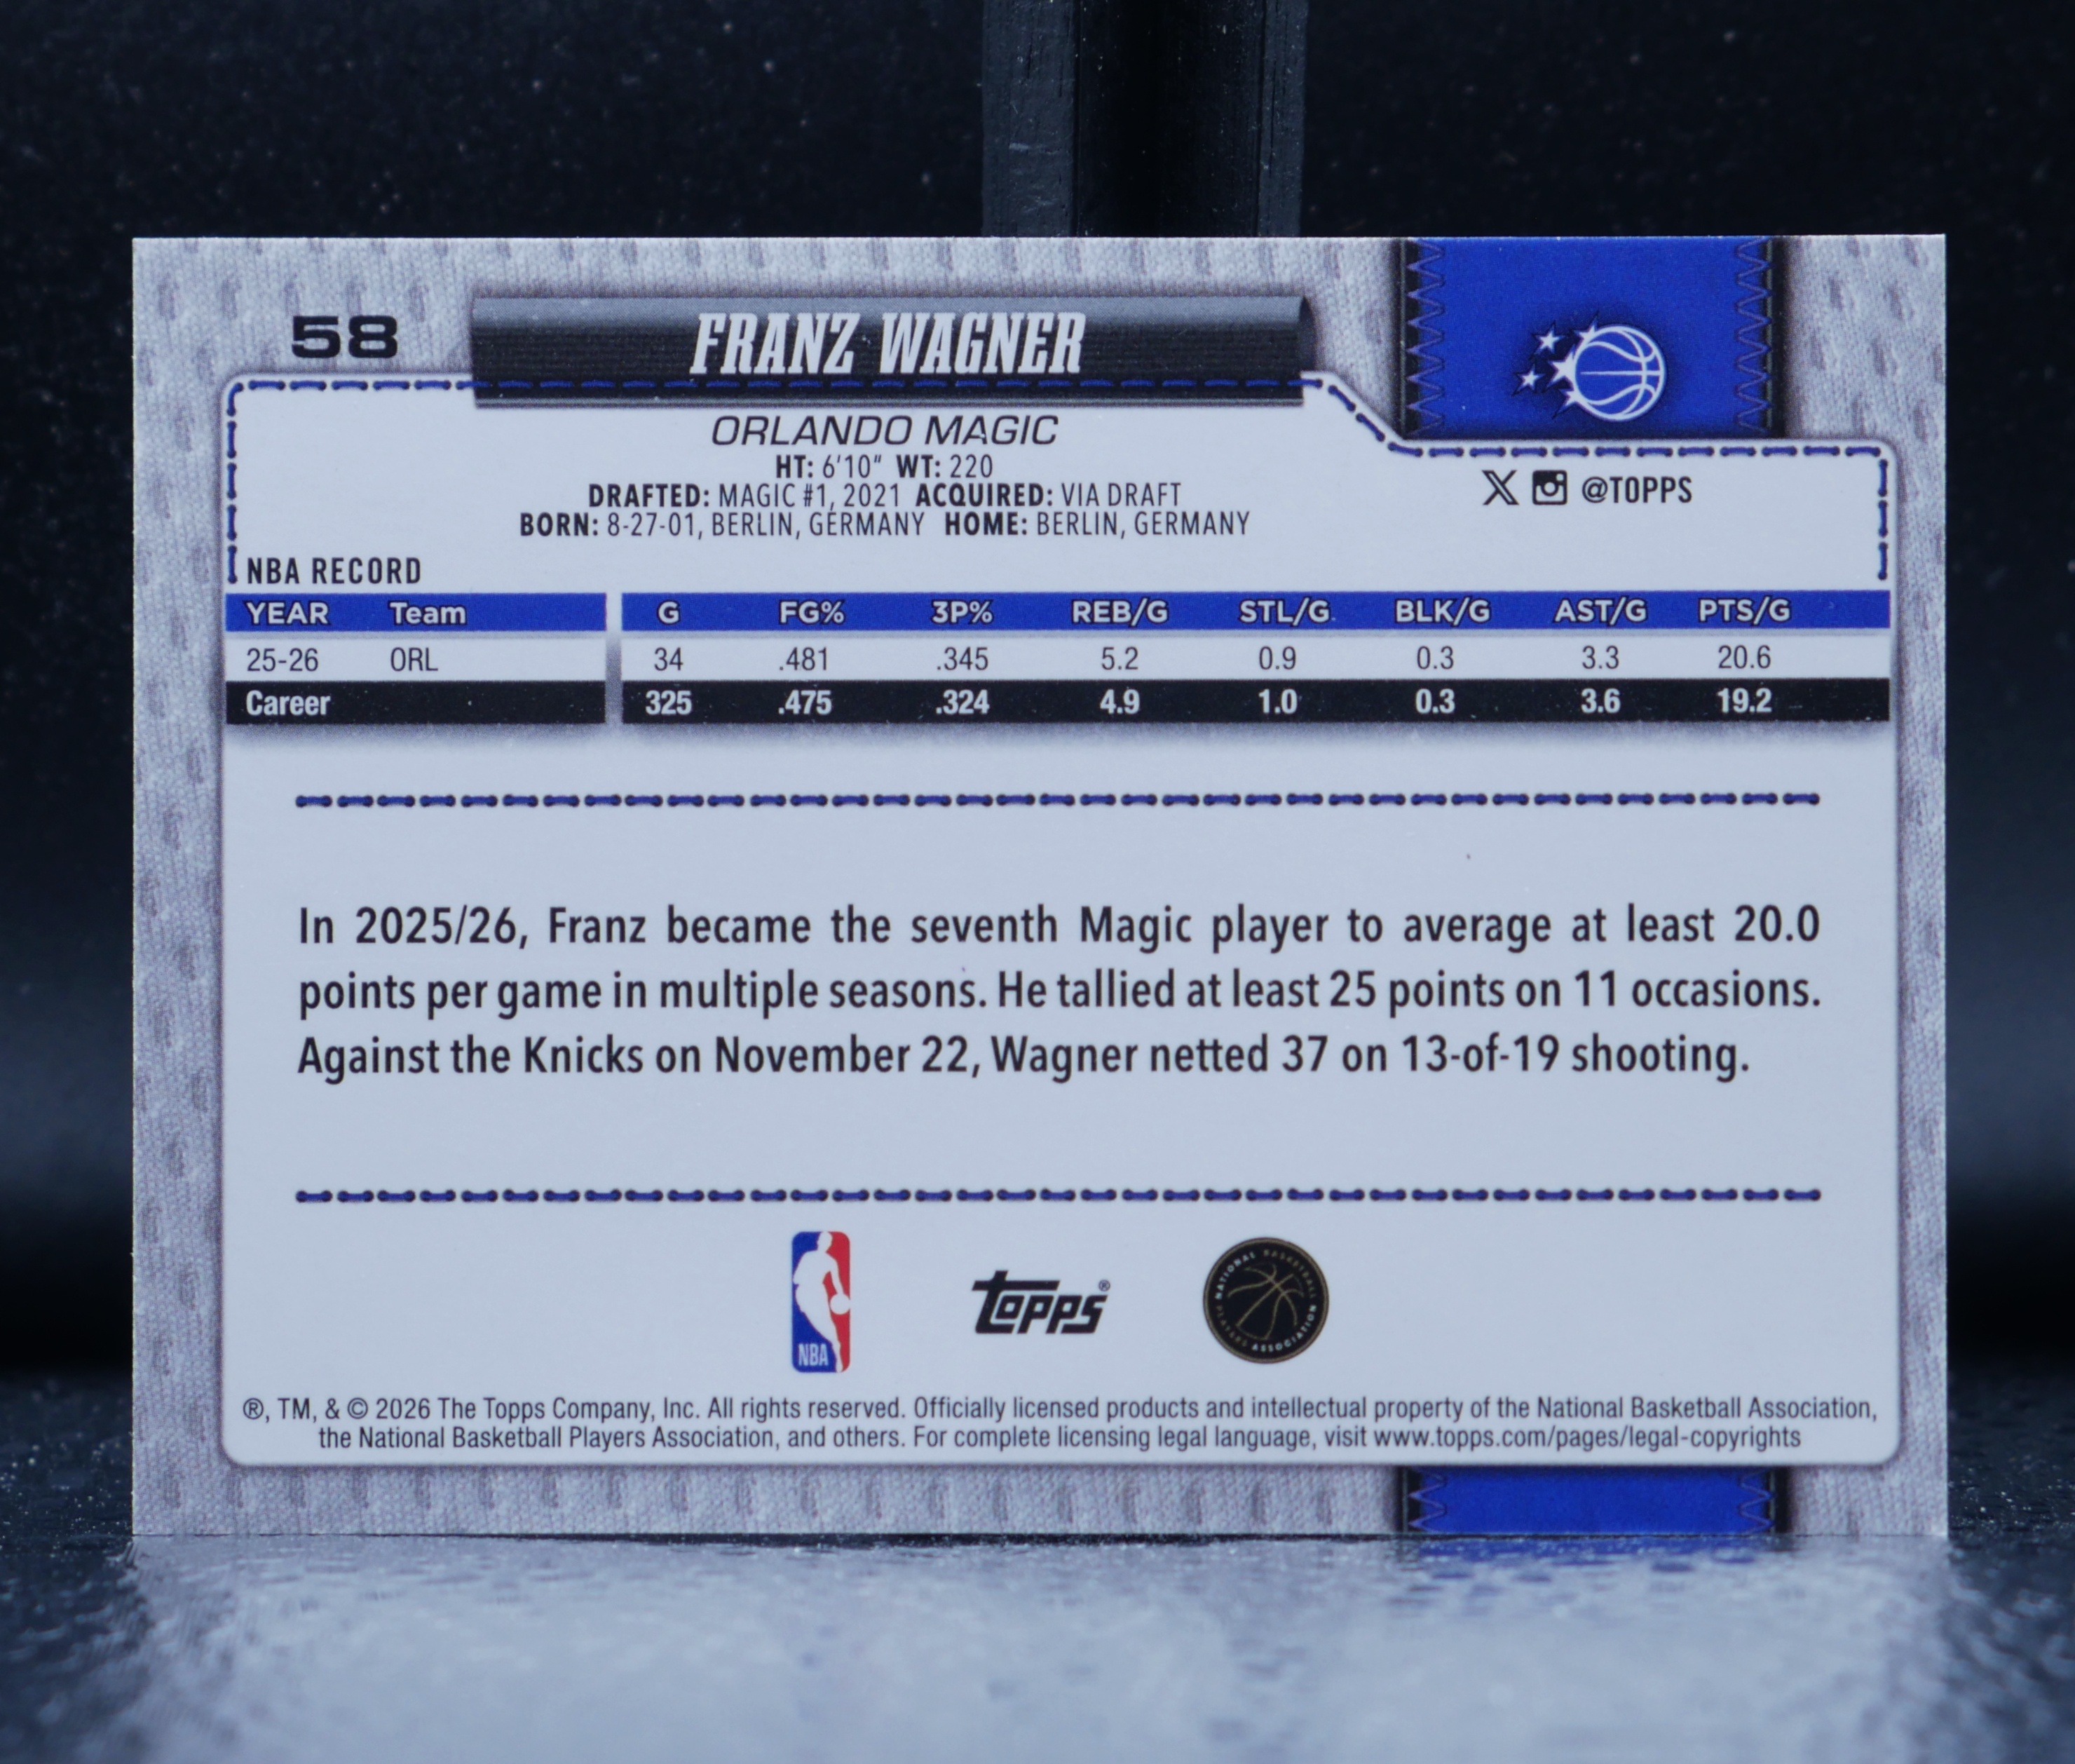 58
FRANZ WAGNER
ORLANDO MAGIC
HT: 6'10" WT: 220
DRAFTED: MAGIC #1, 2021 ACQUIRED: VIA DRAFT
BORN: 8-27-01, BERLIN, GERMANY HOME: BERLIN, GERMANY
X @TOPPS
NBA RECORD
YEAR Team G FG% 3P% REB/G STL/G BLK/G AST/G PTS/G
25-26 ORL 34 .481 .345 5.2 0.9 0.3 3.3 20.6
Career 325 .475 .324 4.9 1.0 0.3 3.6 19.2
In 2025/26, Franz became the seventh Magic player to average at least 20.0
points per game in multiple seasons. He tallied at least 25 points on 11 occasions.
Against the Knicks on November 22, Wagner netted 37 on 13-of-19 shooting.
NBA
topps®
NATIONAL BASKETBALL PLAYERS ASSOCIATION
®, TM, & © 2026 The Topps Company, Inc. All rights reserved. Officially licensed products and intellectual property of the National Basketball Association,
the National Basketball Players Association, and others. For complete licensing legal language, visit www.topps.com/pages/legal-copyrights